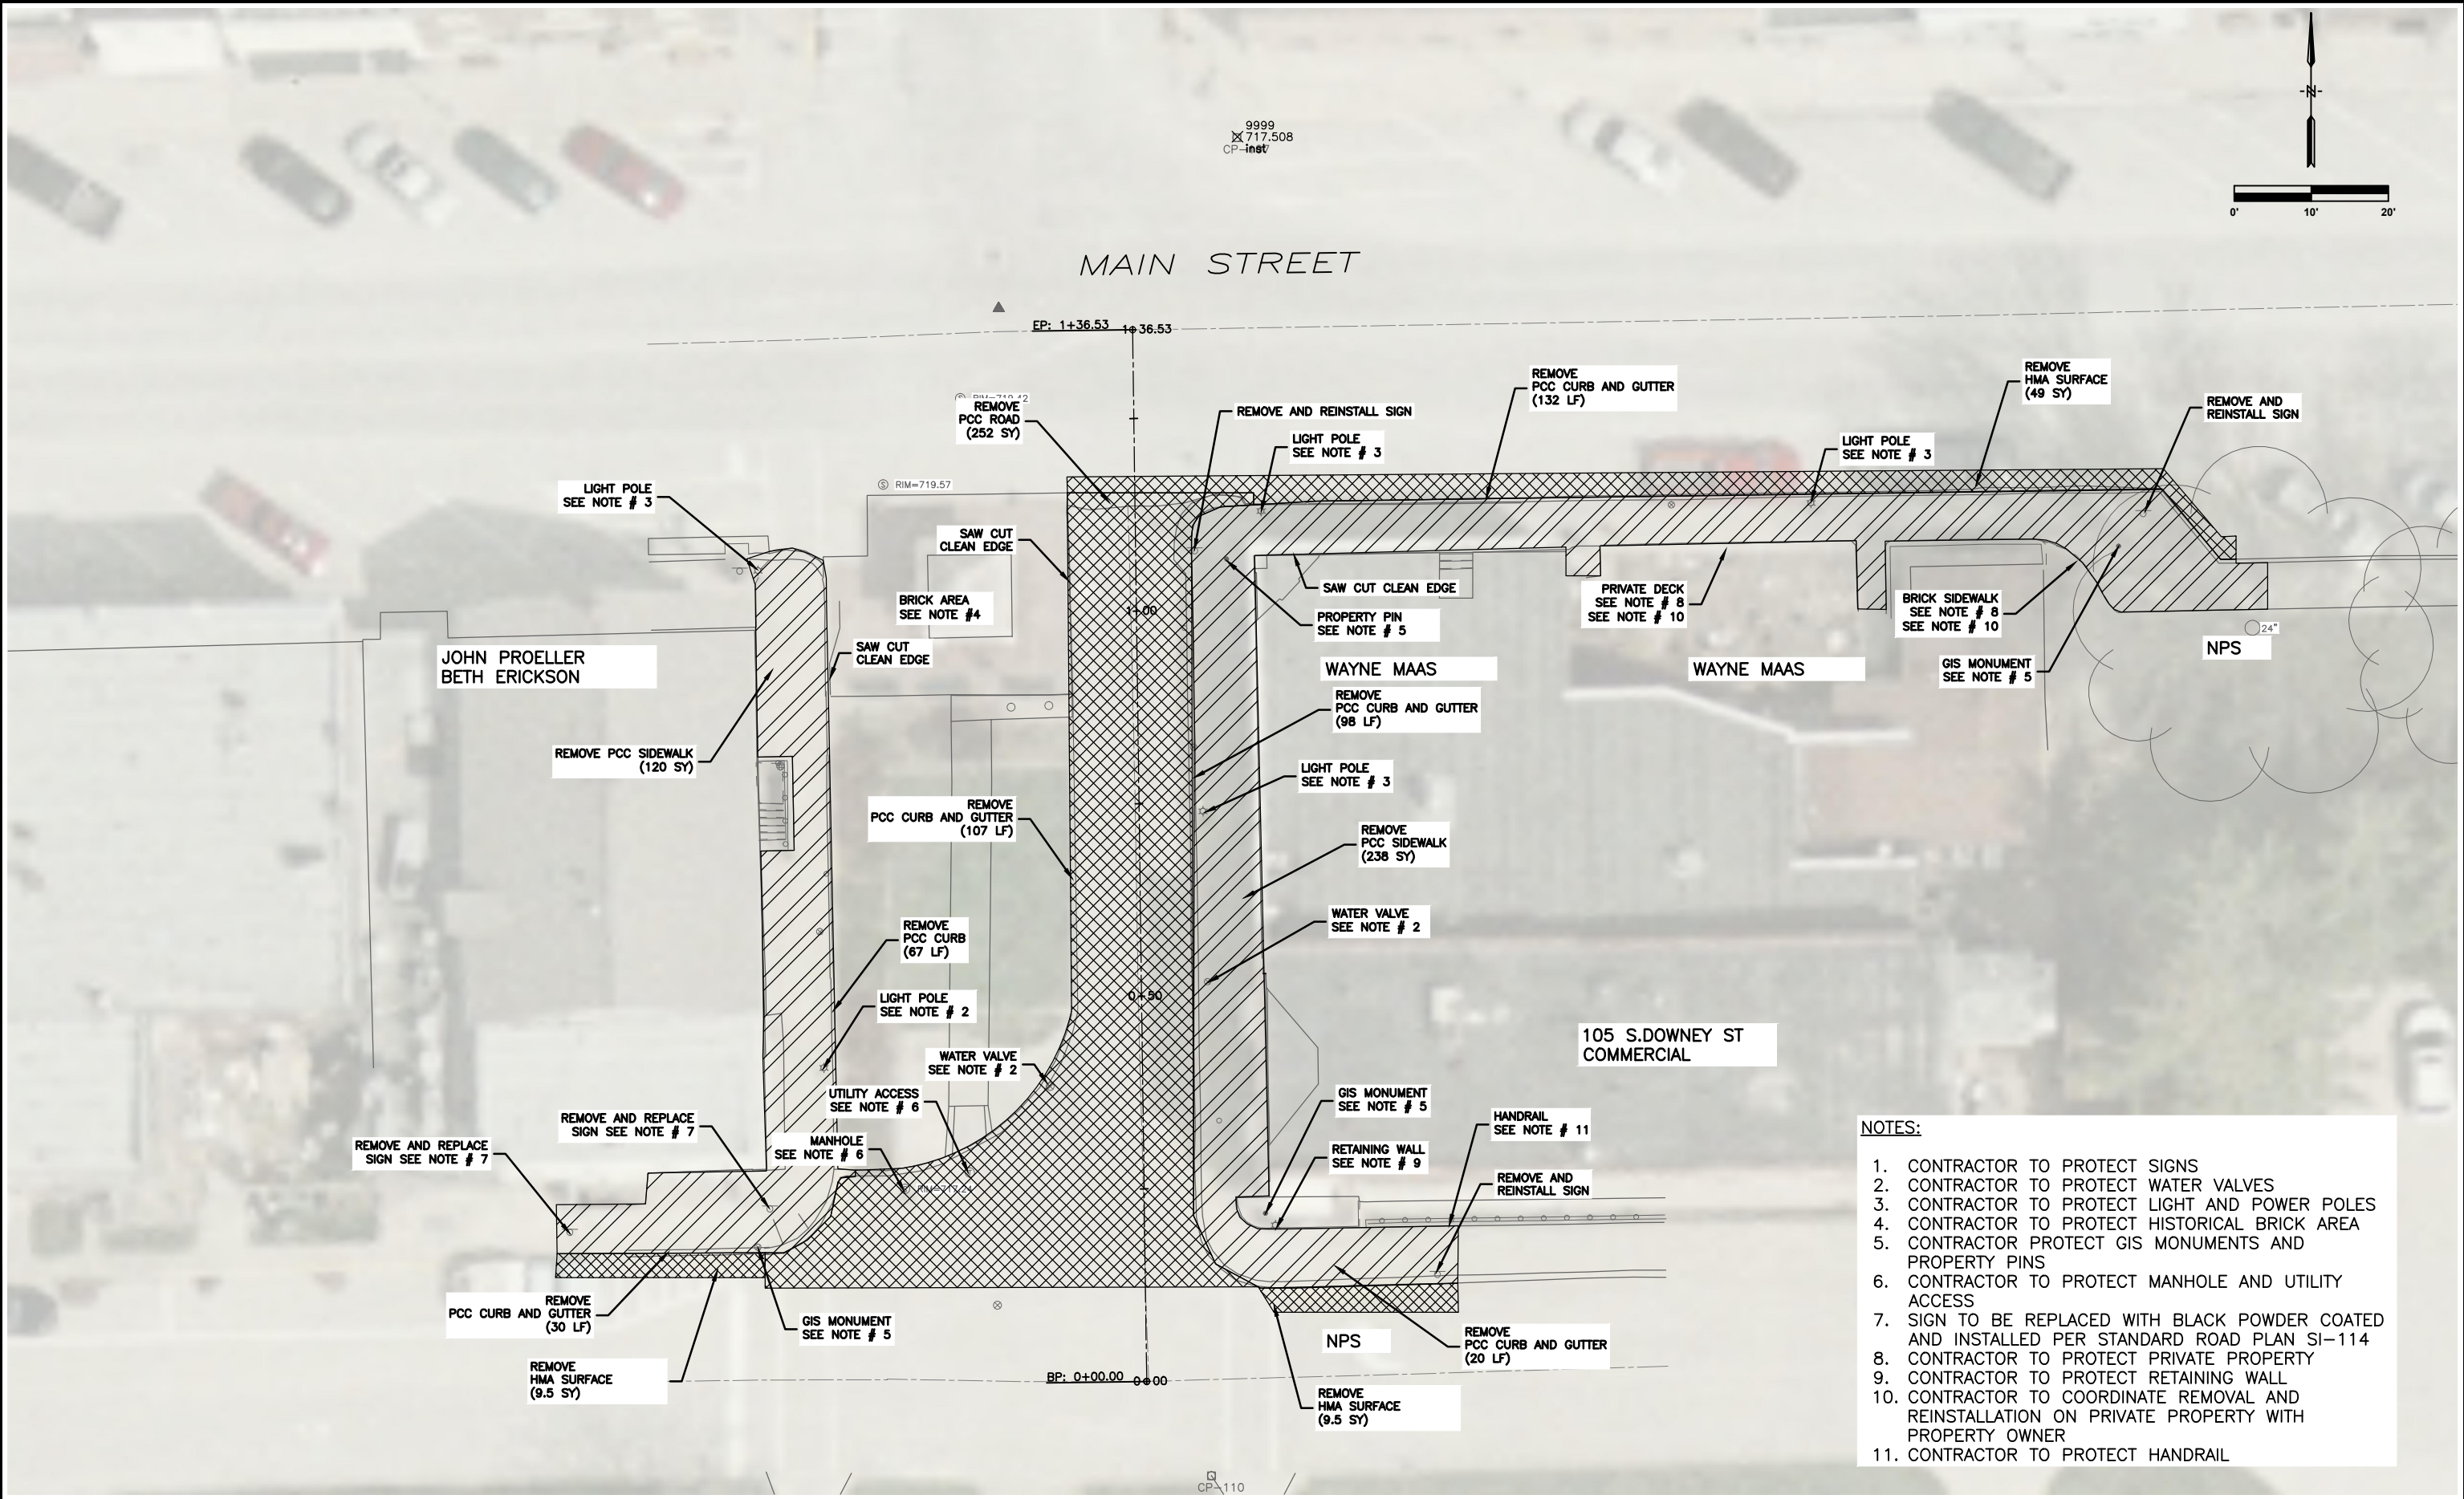 -N-
0' 10' 20'
9999
717.508
inst
MAIN STREET
EP: 1+36.53
1+36.53
REMOVE
PCC ROAD
(252 SY)
REMOVE AND REINSTALL SIGN
REMOVE
PCC CURB AND GUTTER
(132 LF)
REMOVE
HMA SURFACE
(49 SY)
REMOVE AND
REINSTALL SIGN
LIGHT POLE
SEE NOTE # 3
LIGHT POLE
SEE NOTE # 3
LIGHT POLE
SEE NOTE # 3
RIM=719.57
SAW CUT
CLEAN EDGE
BRICK AREA
SEE NOTE #4
SAW CUT CLEAN EDGE
1+00
PROPERTY PIN
SEE NOTE # 5
PRIVATE DECK
SEE NOTE # 8
SEE NOTE # 10
BRICK SIDEWALK
SEE NOTE # 8
SEE NOTE # 10
24"
NPS
GIS MONUMENT
SEE NOTE # 5
JOHN PROELLER
BETH ERICKSON
SAW CUT
CLEAN EDGE
WAYNE MAAS
WAYNE MAAS
REMOVE
PCC CURB AND GUTTER
(98 LF)
REMOVE PCC SIDEWALK
(120 SY)
LIGHT POLE
SEE NOTE # 3
REMOVE
PCC CURB AND GUTTER
(107 LF)
REMOVE
PCC SIDEWALK
(238 SY)
REMOVE
PCC CURB
(67 LF)
WATER VALVE
SEE NOTE # 2
LIGHT POLE
SEE NOTE # 2
0+50
105 S.DOWNEY ST
COMMERCIAL
WATER VALVE
SEE NOTE # 2
UTILITY ACCESS
SEE NOTE # 6
GIS MONUMENT
SEE NOTE # 5
HANDRAIL
SEE NOTE # 11
REMOVE AND REPLACE
SIGN SEE NOTE # 7
REMOVE AND REPLACE
SIGN SEE NOTE # 7
MANHOLE
SEE NOTE # 6
RIM=717.24
RETAINING WALL
SEE NOTE # 9
REMOVE AND
REINSTALL SIGN
REMOVE
PCC CURB AND GUTTER
(30 LF)
GIS MONUMENT
SEE NOTE # 5
NPS
REMOVE
PCC CURB AND GUTTER
(20 LF)
REMOVE
HMA SURFACE
(9.5 SY)
BP: 0+00.00
0+00
REMOVE
HMA SURFACE
(9.5 SY)
CP-110
NOTES:
1. CONTRACTOR TO PROTECT SIGNS
2. CONTRACTOR TO PROTECT WATER VALVES
3. CONTRACTOR TO PROTECT LIGHT AND POWER POLES
4. CONTRACTOR TO PROTECT HISTORICAL BRICK AREA
5. CONTRACTOR PROTECT GIS MONUMENTS AND
PROPERTY PINS
6. CONTRACTOR TO PROTECT MANHOLE AND UTILITY
ACCESS
7. SIGN TO BE REPLACED WITH BLACK POWDER COATED
AND INSTALLED PER STANDARD ROAD PLAN SI-114
8. CONTRACTOR TO PROTECT PRIVATE PROPERTY
9. CONTRACTOR TO PROTECT RETAINING WALL
10. CONTRACTOR TO COORDINATE REMOVAL AND
REINSTALLATION ON PRIVATE PROPERTY WITH
PROPERTY OWNER
11. CONTRACTOR TO PROTECT HANDRAIL